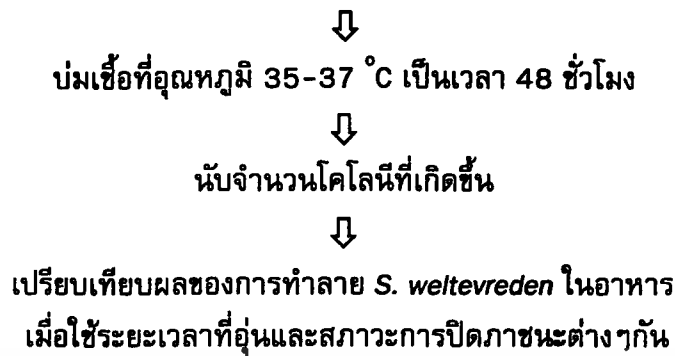 ⇩
บ่มเชื้อที่อุณหภูมิ 35-37 °C เป็นเวลา 48 ชั่วโมง
⇩
นับจำนวนโคโลนีที่เกิดขึ้น
⇩
เปรียบเทียบผลของการทำลาย S. weltevreden ในอาหาร
เมื่อใช้ระยะเวลาที่อุ่นและสภาวะการปิดภาชนะต่างๆกัน